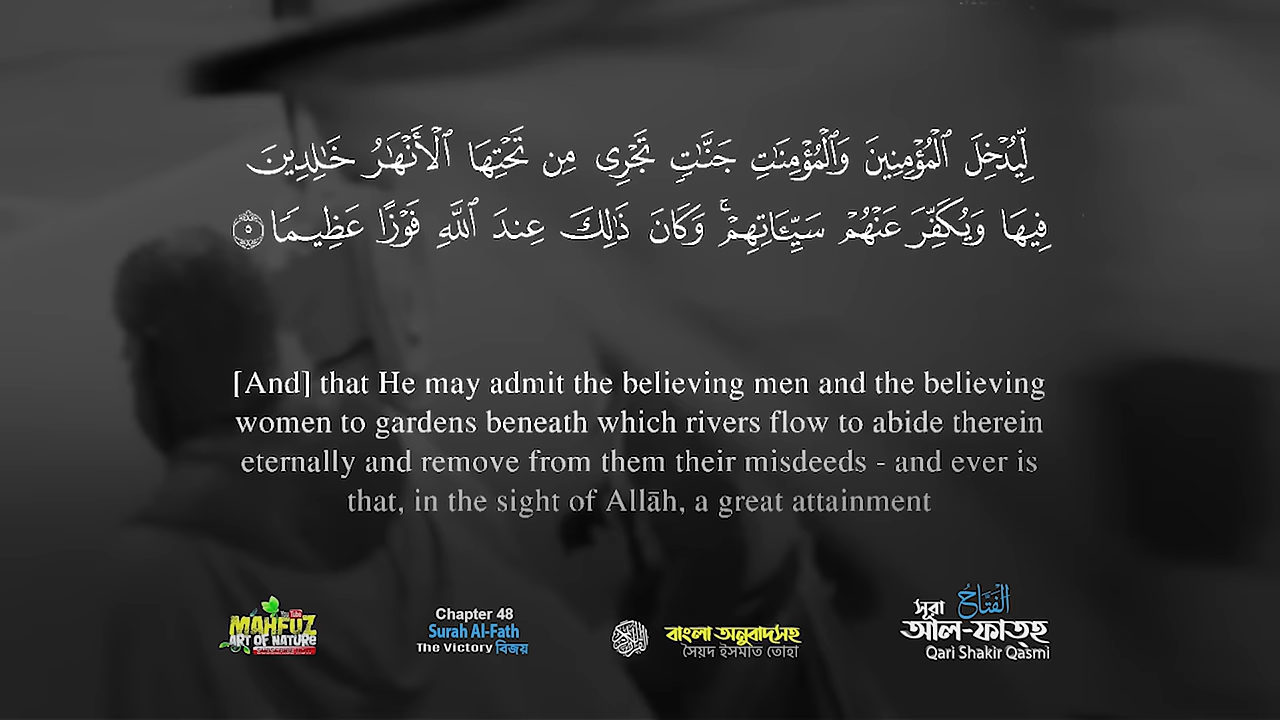 لِّيُدْخِلَ ٱلْمُؤْمِنِينَ وَٱلْمُؤْمِنَٰتِ جَنَّٰتٍ تَجْرِى مِن تَحْتِهَا ٱلْأَنْهَٰرُ خَٰلِدِينَ
فِيهَا وَيُكَفِّرَ عَنْهُمْ سَيِّـَٔاتِهِمْ ۚ وَكَانَ ذَٰلِكَ عِندَ ٱللَّهِ فَوْزًا عَظِيمًا ٥
[And] that He may admit the believing men and the believing
women to gardens beneath which rivers flow to abide therein
eternally and remove from them their misdeeds - and ever is
that, in the sight of Allāh, a great attainment
MAHFUZ
ART OF NATURE
Chapter 48
Surah Al-Fath
The Victory বিজয়
বাংলা অনুবাদসহ
সৈয়দ ইসমাত তোহা
সূরা الْفَتَّاحُ
আল-ফাত্হ
Qari Shakir Qasmi